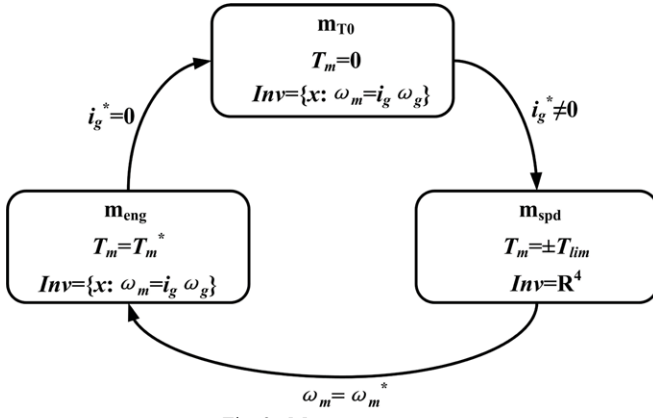 m_T0
T_m=0
Inv={x: ω_m=i_g ω_g}
i_g^*=0
i_g^*≠0
m_eng
T_m=T_m^*
Inv={x: ω_m=i_g ω_g}
m_spd
T_m=±T_lim
Inv=R^4
ω_m= ω_m^*